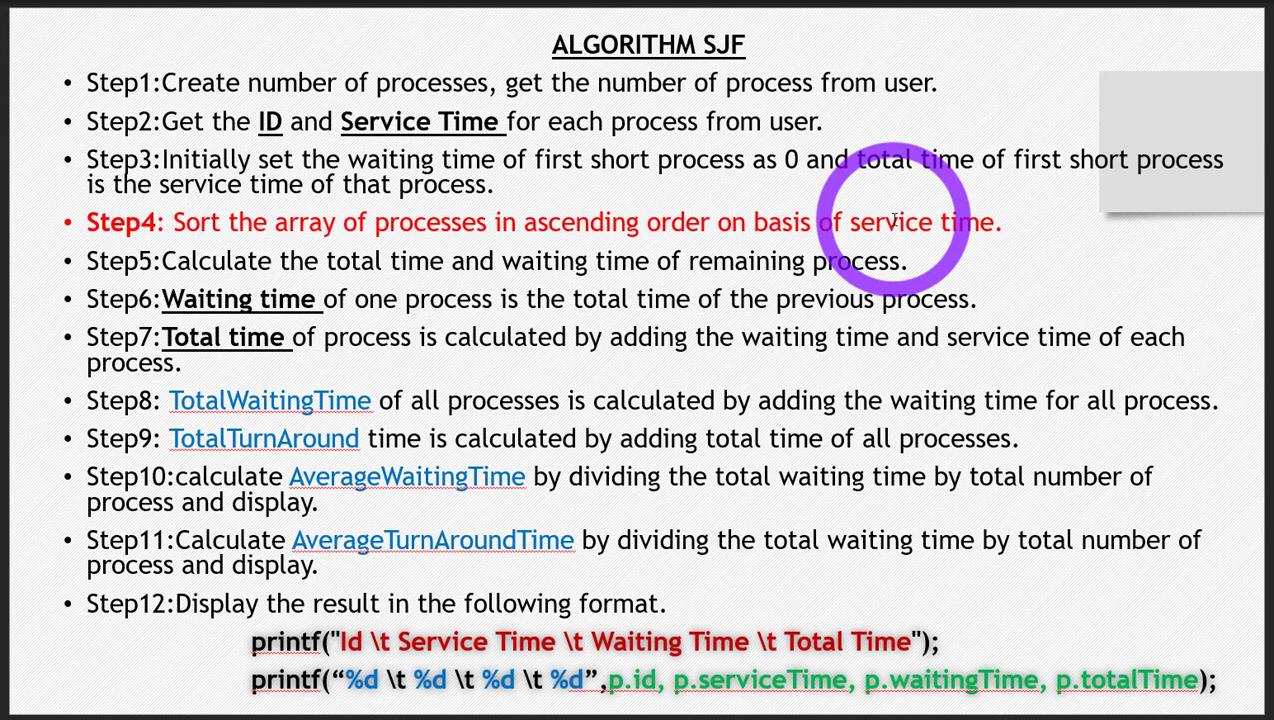 ALGORITHM SJF
• Step1:Create number of processes, get the number of process from user.
• Step2:Get the ID and Service Time for each process from user.
• Step3:Initially set the waiting time of first short process as 0 and total time of first short process
is the service time of that process.
• Step4: Sort the array of processes in ascending order on basis of service time.
• Step5:Calculate the total time and waiting time of remaining process.
• Step6:Waiting time of one process is the total time of the previous process.
• Step7:Total time of process is calculated by adding the waiting time and service time of each
process.
• Step8: TotalWaitingTime of all processes is calculated by adding the waiting time for all process.
• Step9: TotalTurnAround time is calculated by adding total time of all processes.
• Step10:calculate AverageWaitingTime by dividing the total waiting time by total number of
process and display.
• Step11:Calculate AverageTurnAroundTime by dividing the total waiting time by total number of
process and display.
• Step12:Display the result in the following format.
printf("Id \t Service Time \t Waiting Time \t Total Time");
printf(“%d \t %d \t %d \t %d”,p.id, p.serviceTime, p.waitingTime, p.totalTime);